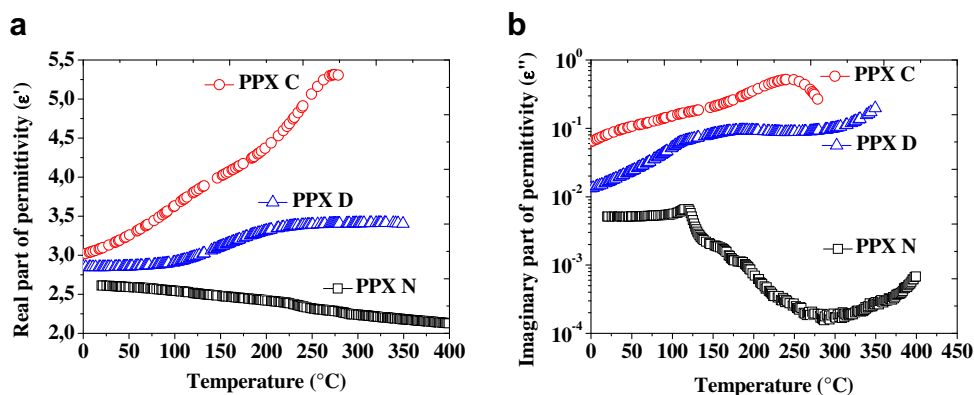 a
Real part of permittivity (ε')
5,5
5,0
4,5
4,0
3,5
3,0
2,5
2,0
0 50 100 150 200 250 300 350 400
Temperature (°C)
PPX C
PPX D
PPX N
b
Imaginary part of permittivity (ε'')
10⁰
10⁻¹
10⁻²
10⁻³
10⁻⁴
0 50 100 150 200 250 300 350 400 450
Temperature (°C)
PPX C
PPX D
PPX N